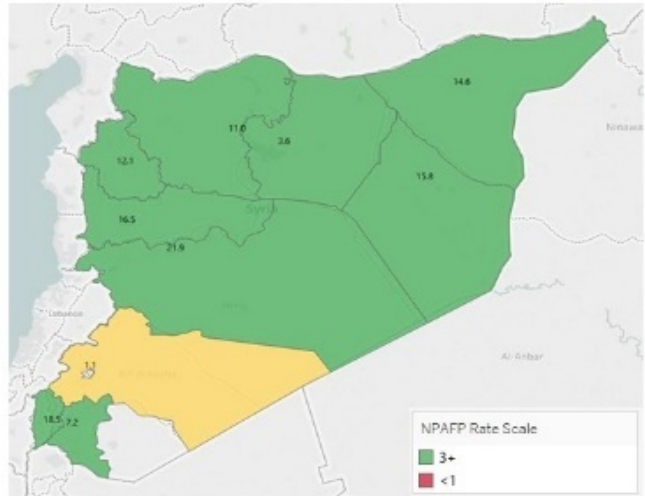 14.6
Ninawa
11.0
3.6
12.1
15.8
16.5
Syria
21.9
Lebanon
Al-Anbar
1.1
18.5
7.2
NPAFP Rate Scale
3+
<1